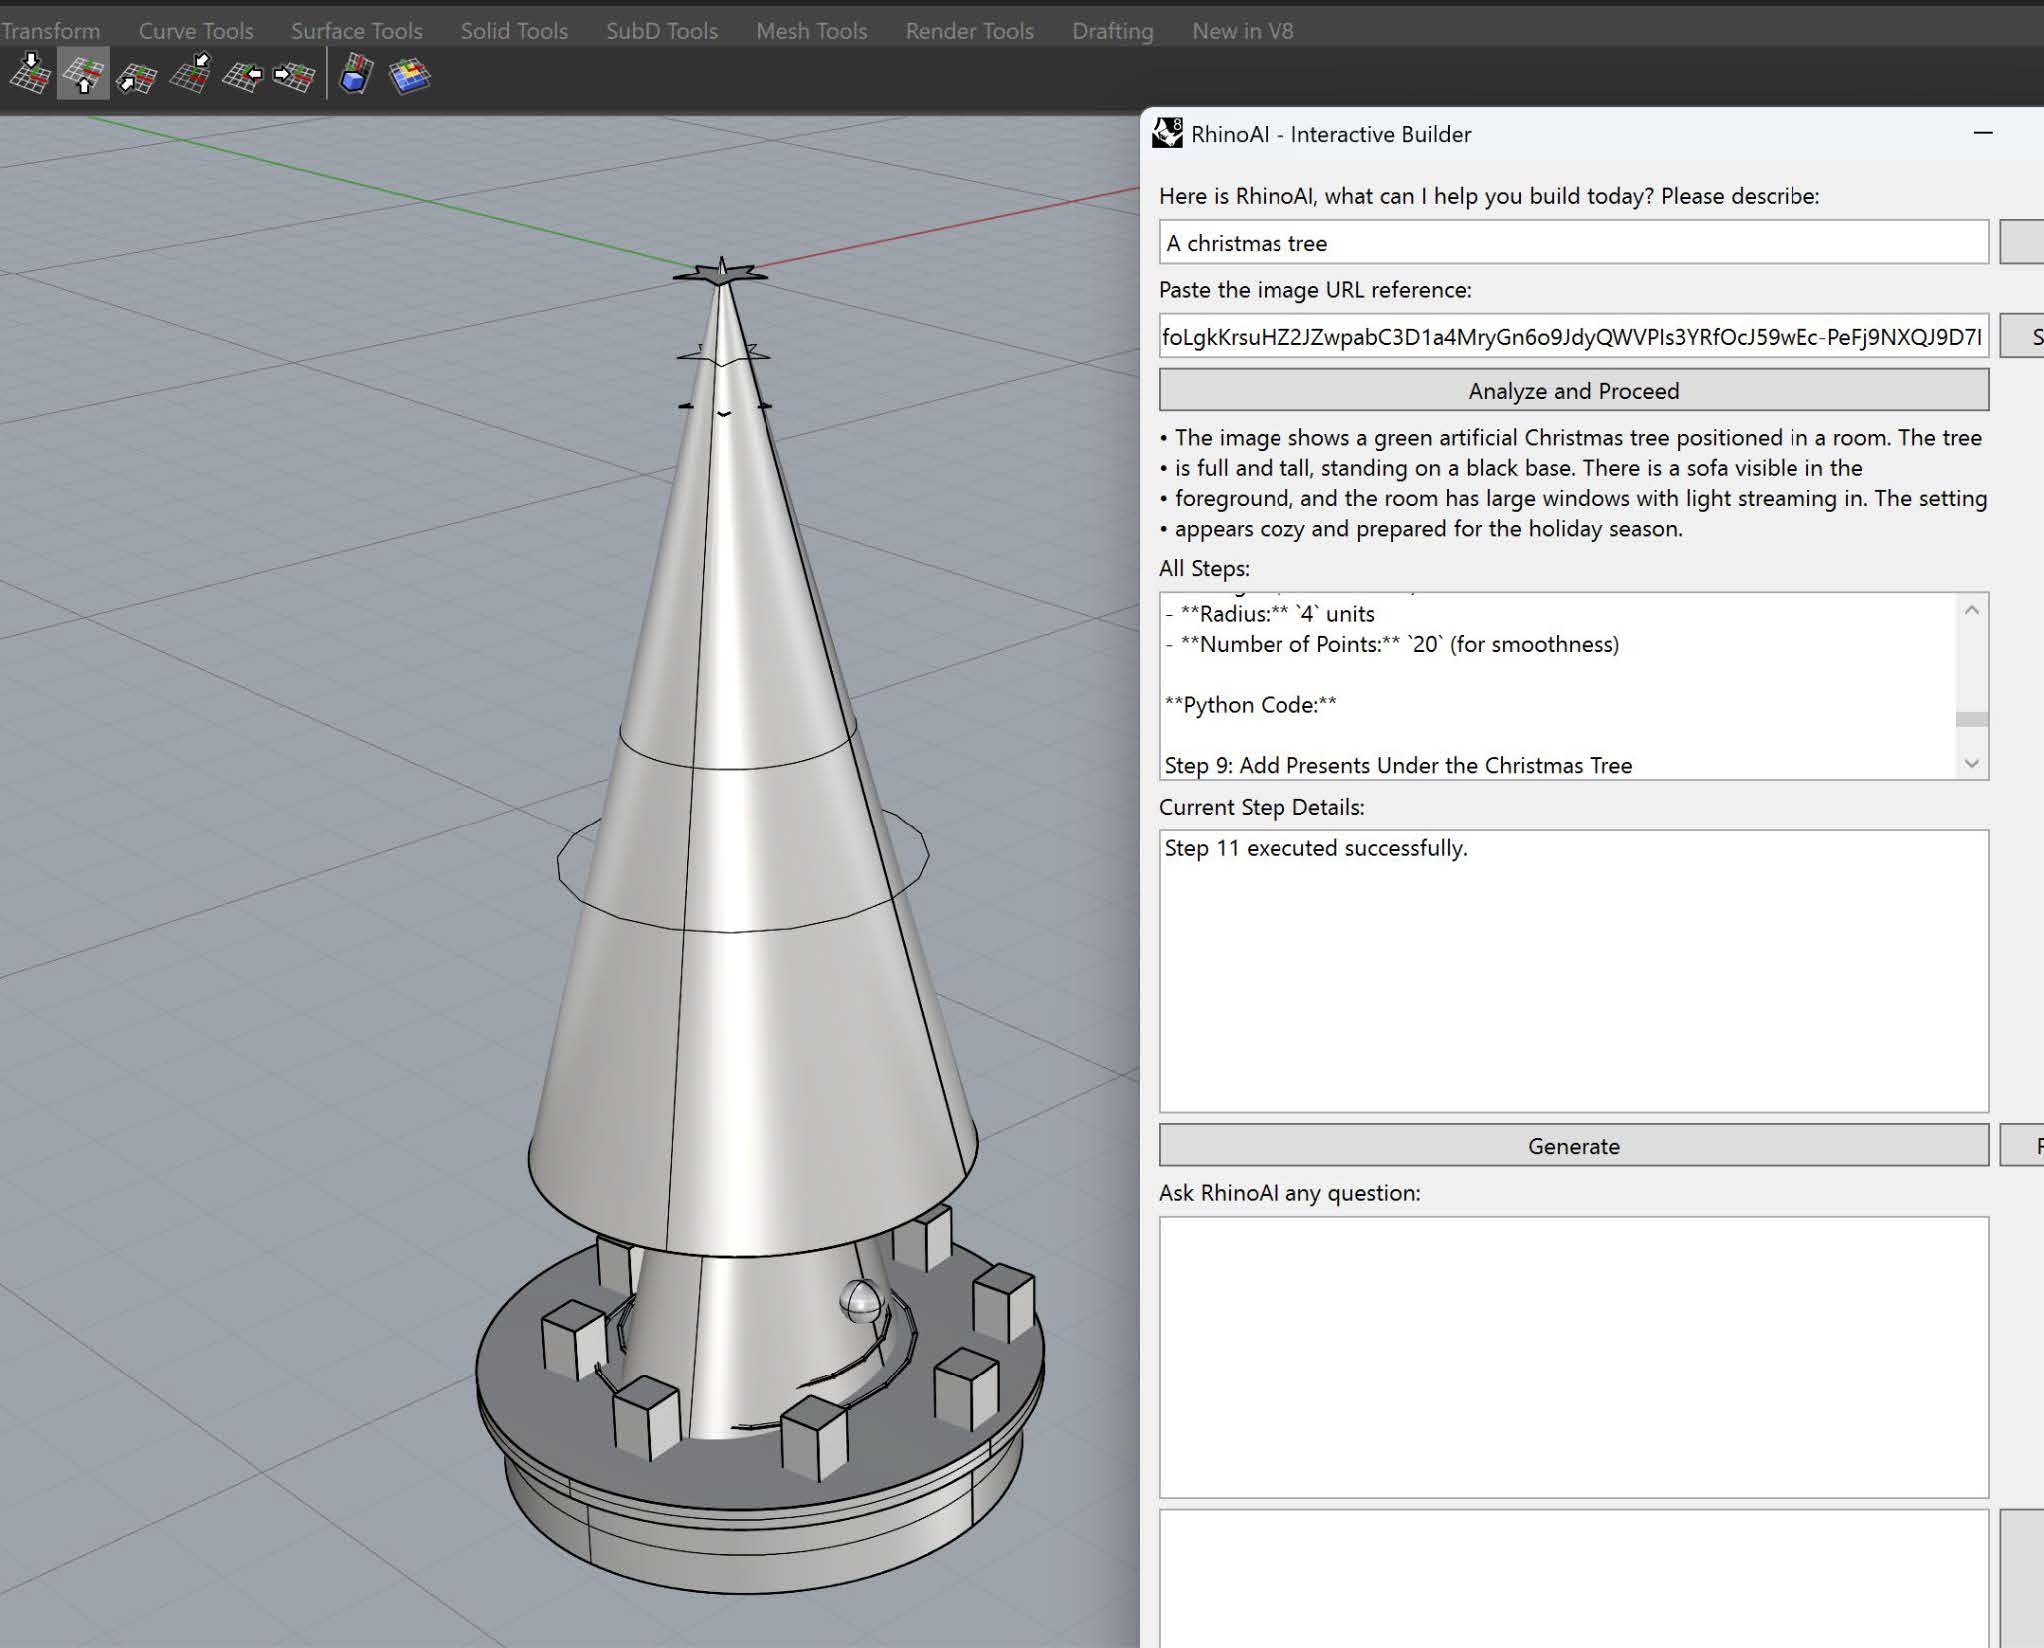 Transform Curve Tools Surface Tools Solid Tools SubD Tools Mesh Tools Render Tools Drafting New in V8
8 RhinoAI - Interactive Builder
Here is RhinoAI, what can I help you build today? Please describe:
A christmas tree
Paste the image URL reference:
foLgkKrsuHZ2JZwpabC3D1a4MryGn6o9JdyQWVPIs3YRfOcJ59wEc-PeFj9NXQJ9D7I
S
Analyze and Proceed
• The image shows a green artificial Christmas tree positioned in a room. The tree
• is full and tall, standing on a black base. There is a sofa visible in the
• foreground, and the room has large windows with light streaming in. The setting
• appears cozy and prepared for the holiday season.
All Steps:
- **Radius:** `4` units
- **Number of Points:** `20` (for smoothness)
**Python Code:**
Step 9: Add Presents Under the Christmas Tree
Current Step Details:
Step 11 executed successfully.
Generate
Ask RhinoAI any question: